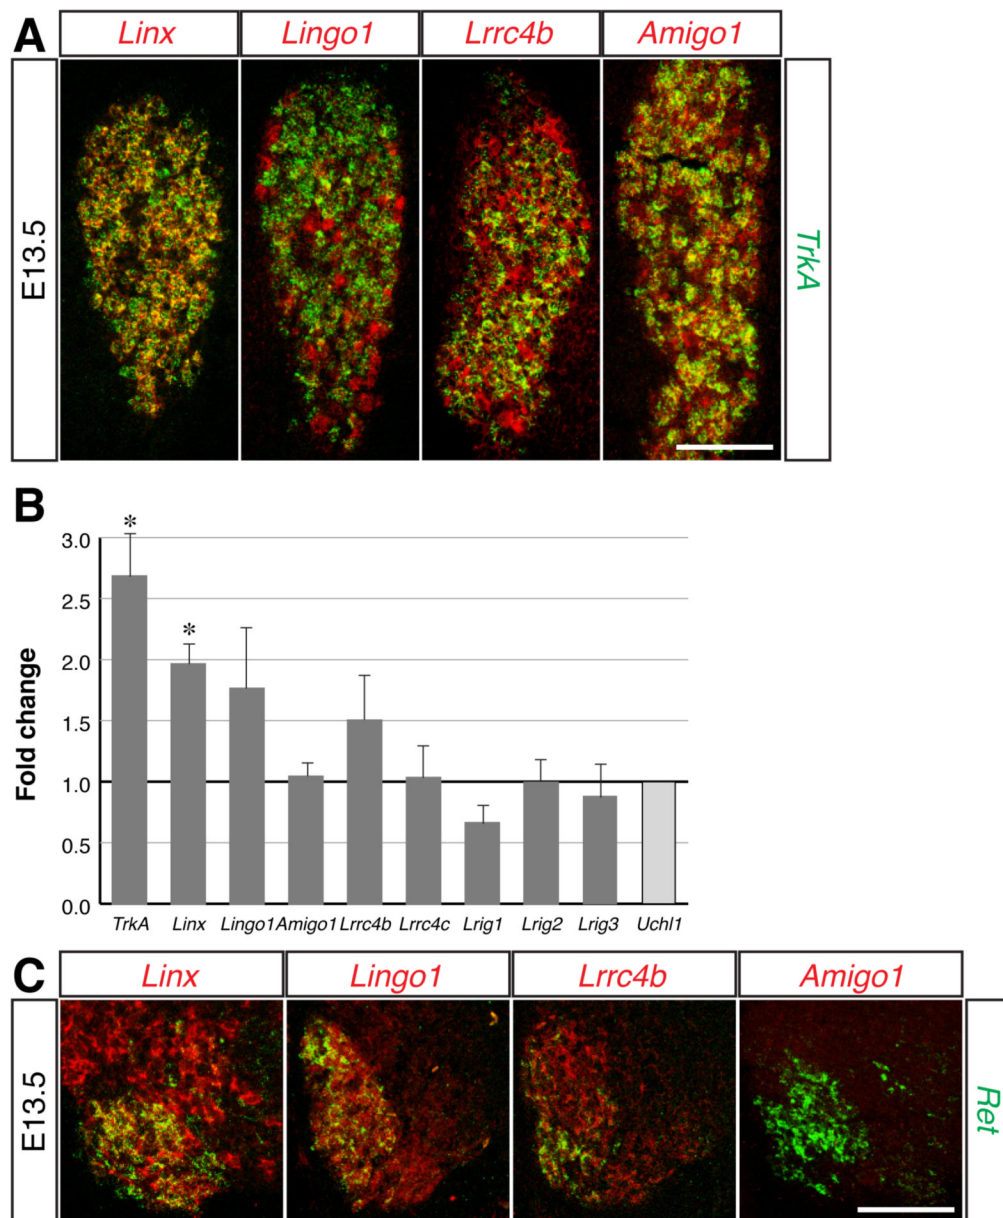 A
Linx Lingo1 Lrrc4b Amigo1
E13.5
TrkA
B
*
*
3.0
2.5
2.0
1.5
1.0
0.5
0.0
Fold change
TrkA Linx Lingo1 Amigo1 Lrrc4b Lrrc4c Lrig1 Lrig2 Lrig3 Uchl1
C
Linx Lingo1 Lrrc4b Amigo1
E13.5
Ret